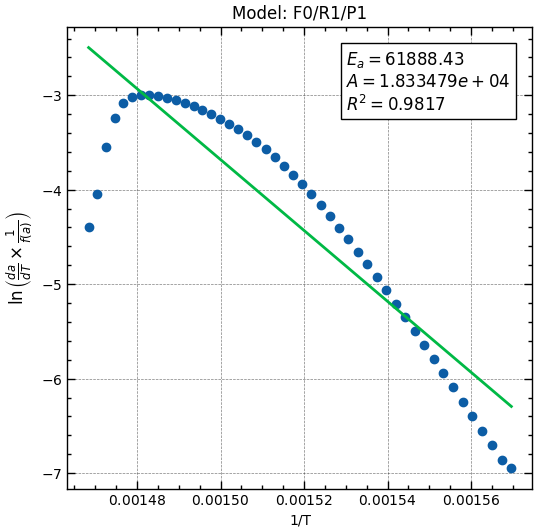 Model: F0/R1/P1
E_a = 61888.43
A = 1.833479e + 04
R^2 = 0.9817
−3
−4
−5
−6
−7
ln(da/dT × 1/f(a))
0.00148 0.00150 0.00152 0.00154 0.00156
1/T